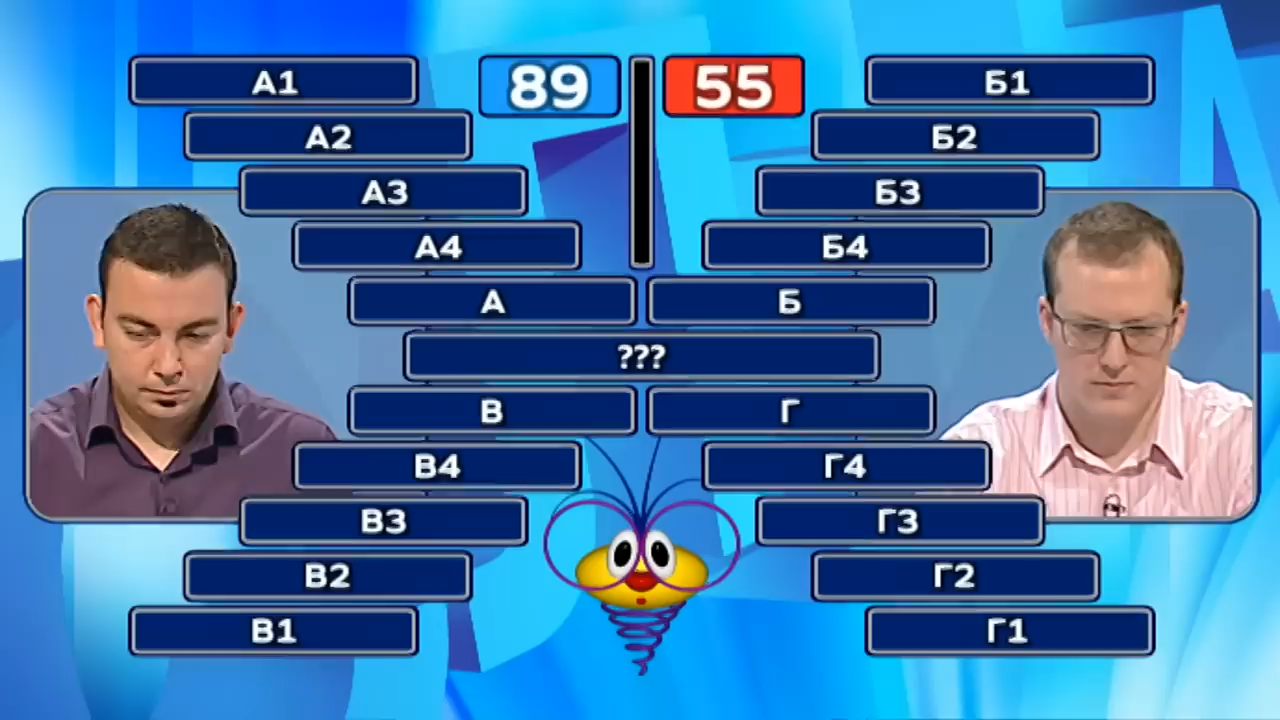 А1 89 55 Б1
А2 Б2
А3 Б3
А4 Б4
А Б
???
В Г
В4 Г4
В3 Г3
В2 Г2
В1 Г1